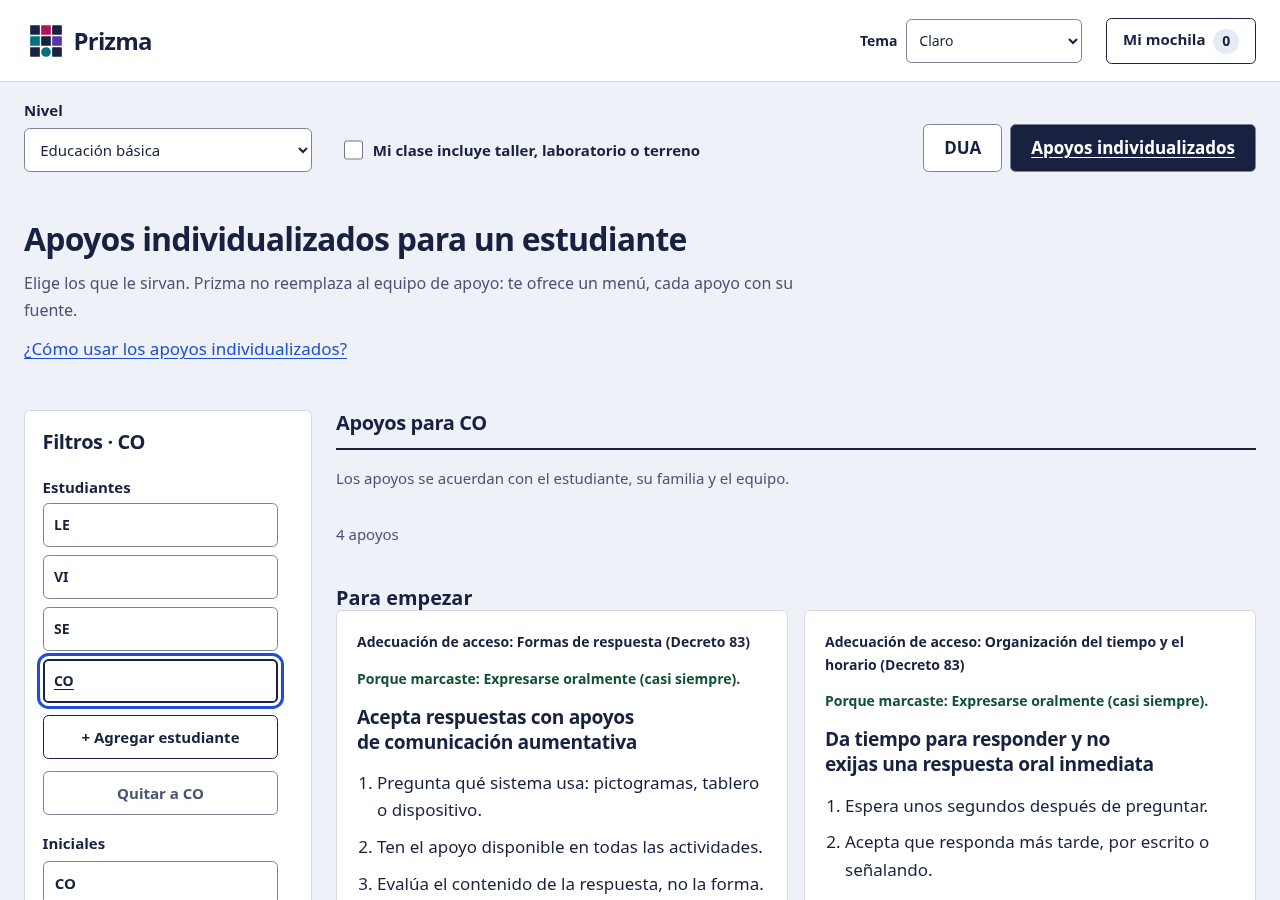 Prizma
Tema
Claro
Mi mochila 0
Nivel
Educación básica
Mi clase incluye taller, laboratorio o terreno
DUA
Apoyos individualizados
Apoyos individualizados para un estudiante
Elige los que le sirvan. Prizma no reemplaza al equipo de apoyo: te ofrece un menú, cada apoyo con su
fuente.
¿Cómo usar los apoyos individualizados?
Filtros · CO
Estudiantes
LE
VI
SE
CO
+ Agregar estudiante
Quitar a CO
Iniciales
CO
Apoyos para CO
Los apoyos se acuerdan con el estudiante, su familia y el equipo.
4 apoyos
Para empezar
Adecuación de acceso: Formas de respuesta (Decreto 83)
Porque marcaste: Expresarse oralmente (casi siempre).
Acepta respuestas con apoyos
de comunicación aumentativa
1. Pregunta qué sistema usa: pictogramas, tablero
o dispositivo.
2. Ten el apoyo disponible en todas las actividades.
3. Evalúa el contenido de la respuesta, no la forma.
Adecuación de acceso: Organización del tiempo y el
horario (Decreto 83)
Porque marcaste: Expresarse oralmente (casi siempre).
Da tiempo para responder y no
exijas una respuesta oral inmediata
1. Espera unos segundos después de preguntar.
2. Acepta que responda más tarde, por escrito o
señalando.